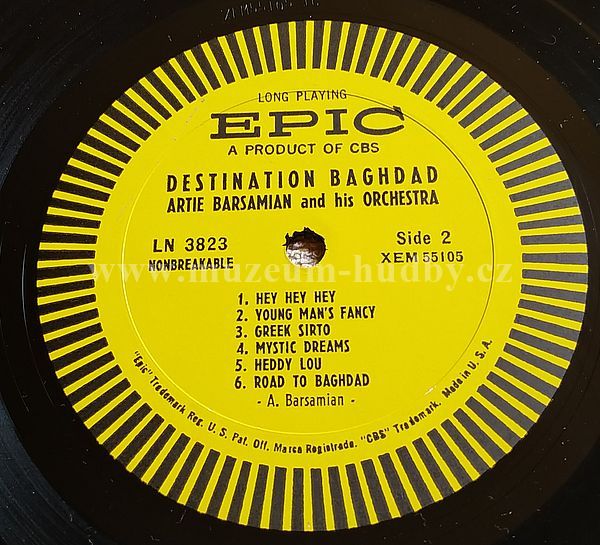 LONG PLAYING
EPIC
A PRODUCT OF CBS
DESTINATION BAGHDAD
ARTIE BARSAMIAN and his ORCHESTRA
LN 3823
NONBREAKABLE
Side 2
XEM 55105
www.muzeum-hudby.cz
1. HEY HEY HEY
2. YOUNG MAN'S FANCY
3. GREEK SIRTO
4. MYSTIC DREAMS
5. HEDDY LOU
6. ROAD TO BAGHDAD
- A. Barsamian -
"Epic" Trademark Reg. U. S. Pat. Off. Marca Registrada. "CBS" Trademark. Made in U. S. A.